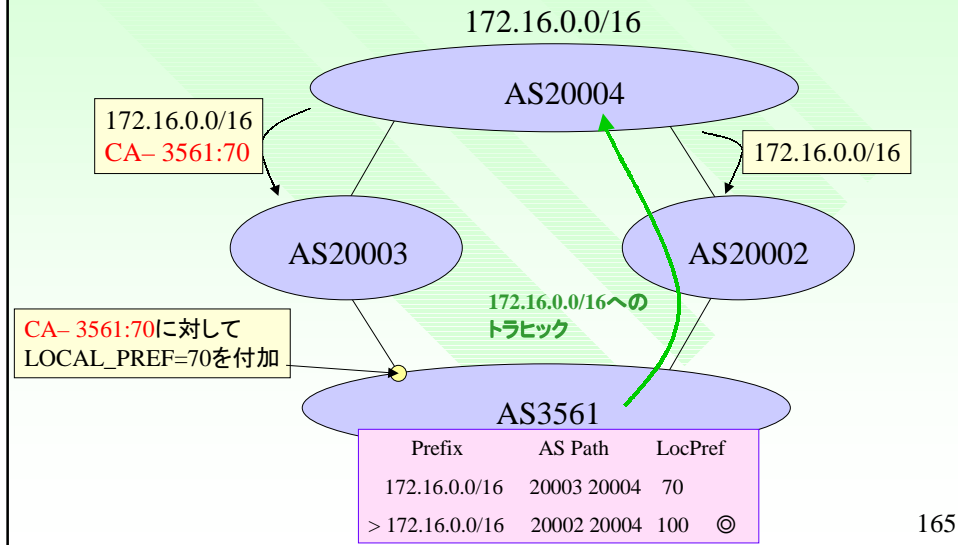 172.16.0.0/16
AS20004
172.16.0.0/16
CA– 3561:70
172.16.0.0/16
AS20003
AS20002
172.16.0.0/16への
トラヒック
CA– 3561:70に対して
LOCAL_PREF=70を付加
AS3561
Prefix AS Path LocPref
172.16.0.0/16 20003 20004 70
> 172.16.0.0/16 20002 20004 100 ◎
165